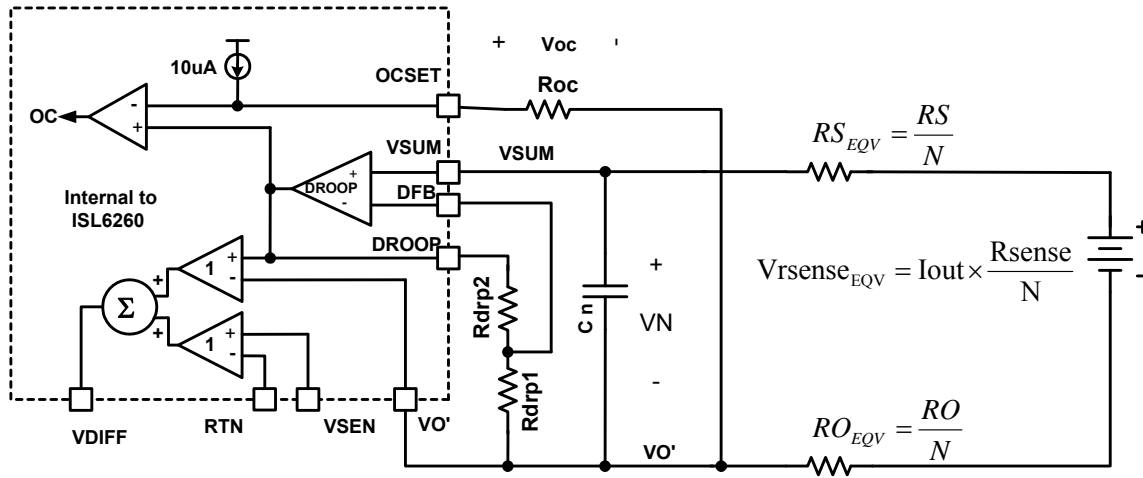 + Voc '
10uA
OCSET
Roc
OC
-
+
RS_EQV = RS/N
VSUM
VSUM
+
DROOP
-
DFB
Internal to
ISL6260
DROOP
+
1
-
+
Σ
+
+
1
-
Rdrp2
Rdrp1
Cn
+
VN
-
+
Vrsense_EQV = Iout × Rsense/N
-
VDIFF
RTN
VSEN
VO'
VO'
RO_EQV = RO/N